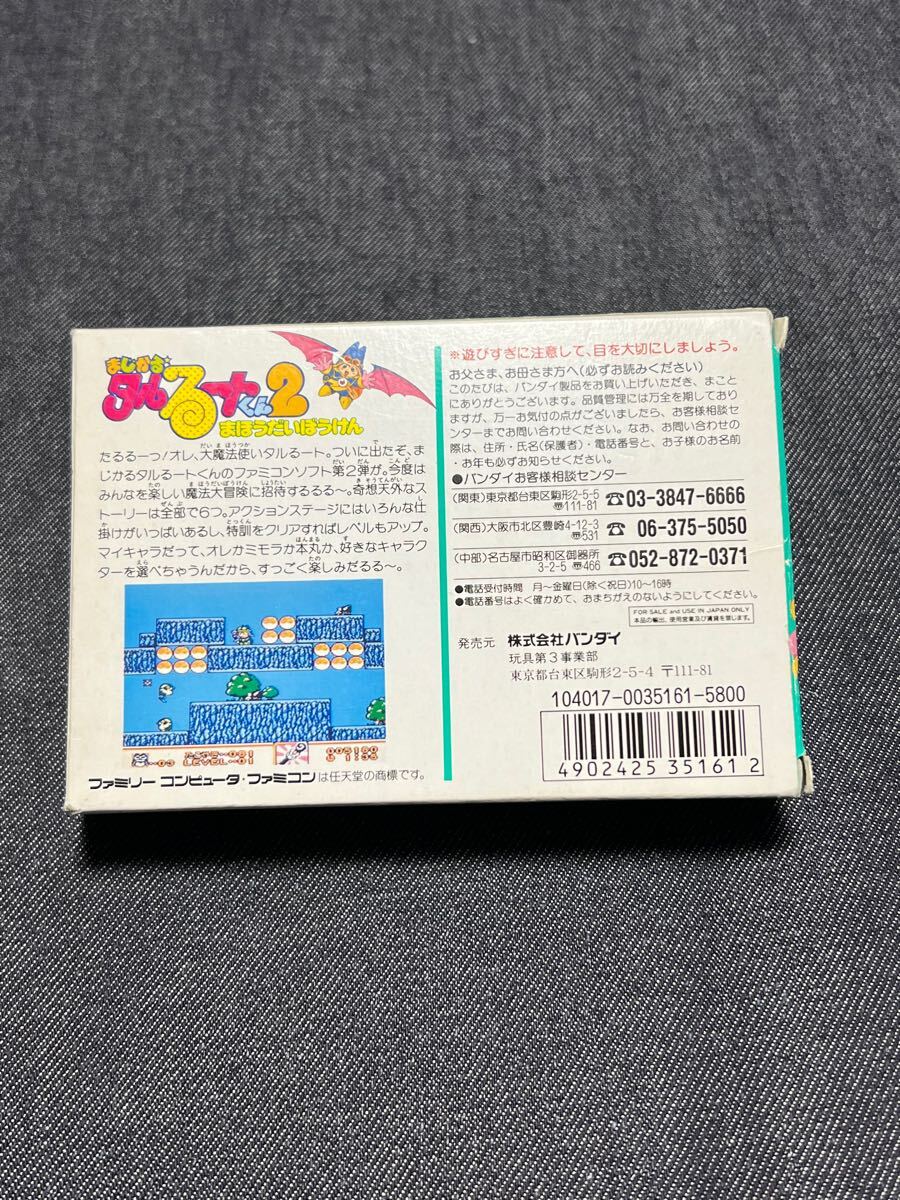 まじかる
タルるートくん2
まほうだいぼうけん
たるるーっ!オレ、大魔法使いタルるート。ついに出たぞ、ま
じかるタルるートくんのファミコンソフト第2弾が。今度は
みんなを楽しい魔法大冒険に招待するるる〜。奇想天外なス
トーリーは全部で6つ。アクションステージにはいろんな仕
掛けがいっぱいあるし、特訓をクリアすればレベルもアップ。
マイキャラだって、オレかミモラか本丸か、好きなキャラク
ターを選べちゃうんだから、すっごく楽しみだるる〜。
LEVEL-01
ファミリー コンピュータ・ファミコンは任天堂の商標です。
※遊びすぎに注意して、目を大切にしましょう。
お父さま、お母さま方へ(必ずお読みください)
このたびは、バンダイ製品をお買い上げいただき、まこと
にありがとうございます。品質管理には万全を期しており
ますが、万一お気付の点がございましたら、お客様相談セ
ンターまでお問い合わせください。なお、お問い合わせの
際は、住所・氏名(保護者)・電話番号と、お子様のお名前
・お年も必ずお知らせください。
●バンダイお客様相談センター
(関東)東京都台東区駒形2-5-5 〠111-81 ☎03-3847-6666
(関西)大阪市北区豊崎4-12-3 〠531 ☎06-375-5050
(中部)名古屋市昭和区御器所3-2-5 〠466 ☎052-872-0371
●電話受付時間 月〜金曜日(除く祝日)10〜16時
●電話番号はよく確かめて、おまちがえのないようにしてください。
FOR SALE and USE IN JAPAN ONLY
本品の輸出、使用営業及び賃貸を禁じます。
発売元 株式会社バンダイ
玩具第3事業部
東京都台東区駒形2-5-4 〒111-81
104017-0035161-5800
4902425351612